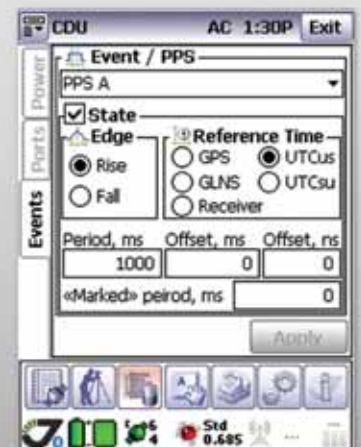 CDU AC 1:30P Exit
Power
Ports
Events
Event / PPS
PPS A
State
Edge
Rise
Fall
Reference Time
GPS UTCus
GLNS UTCsu
Receiver
Period, ms Offset, ms Offset, ns
1000 0 0
«Marked» peirod, ms 0
Apply
Std
0.685
...